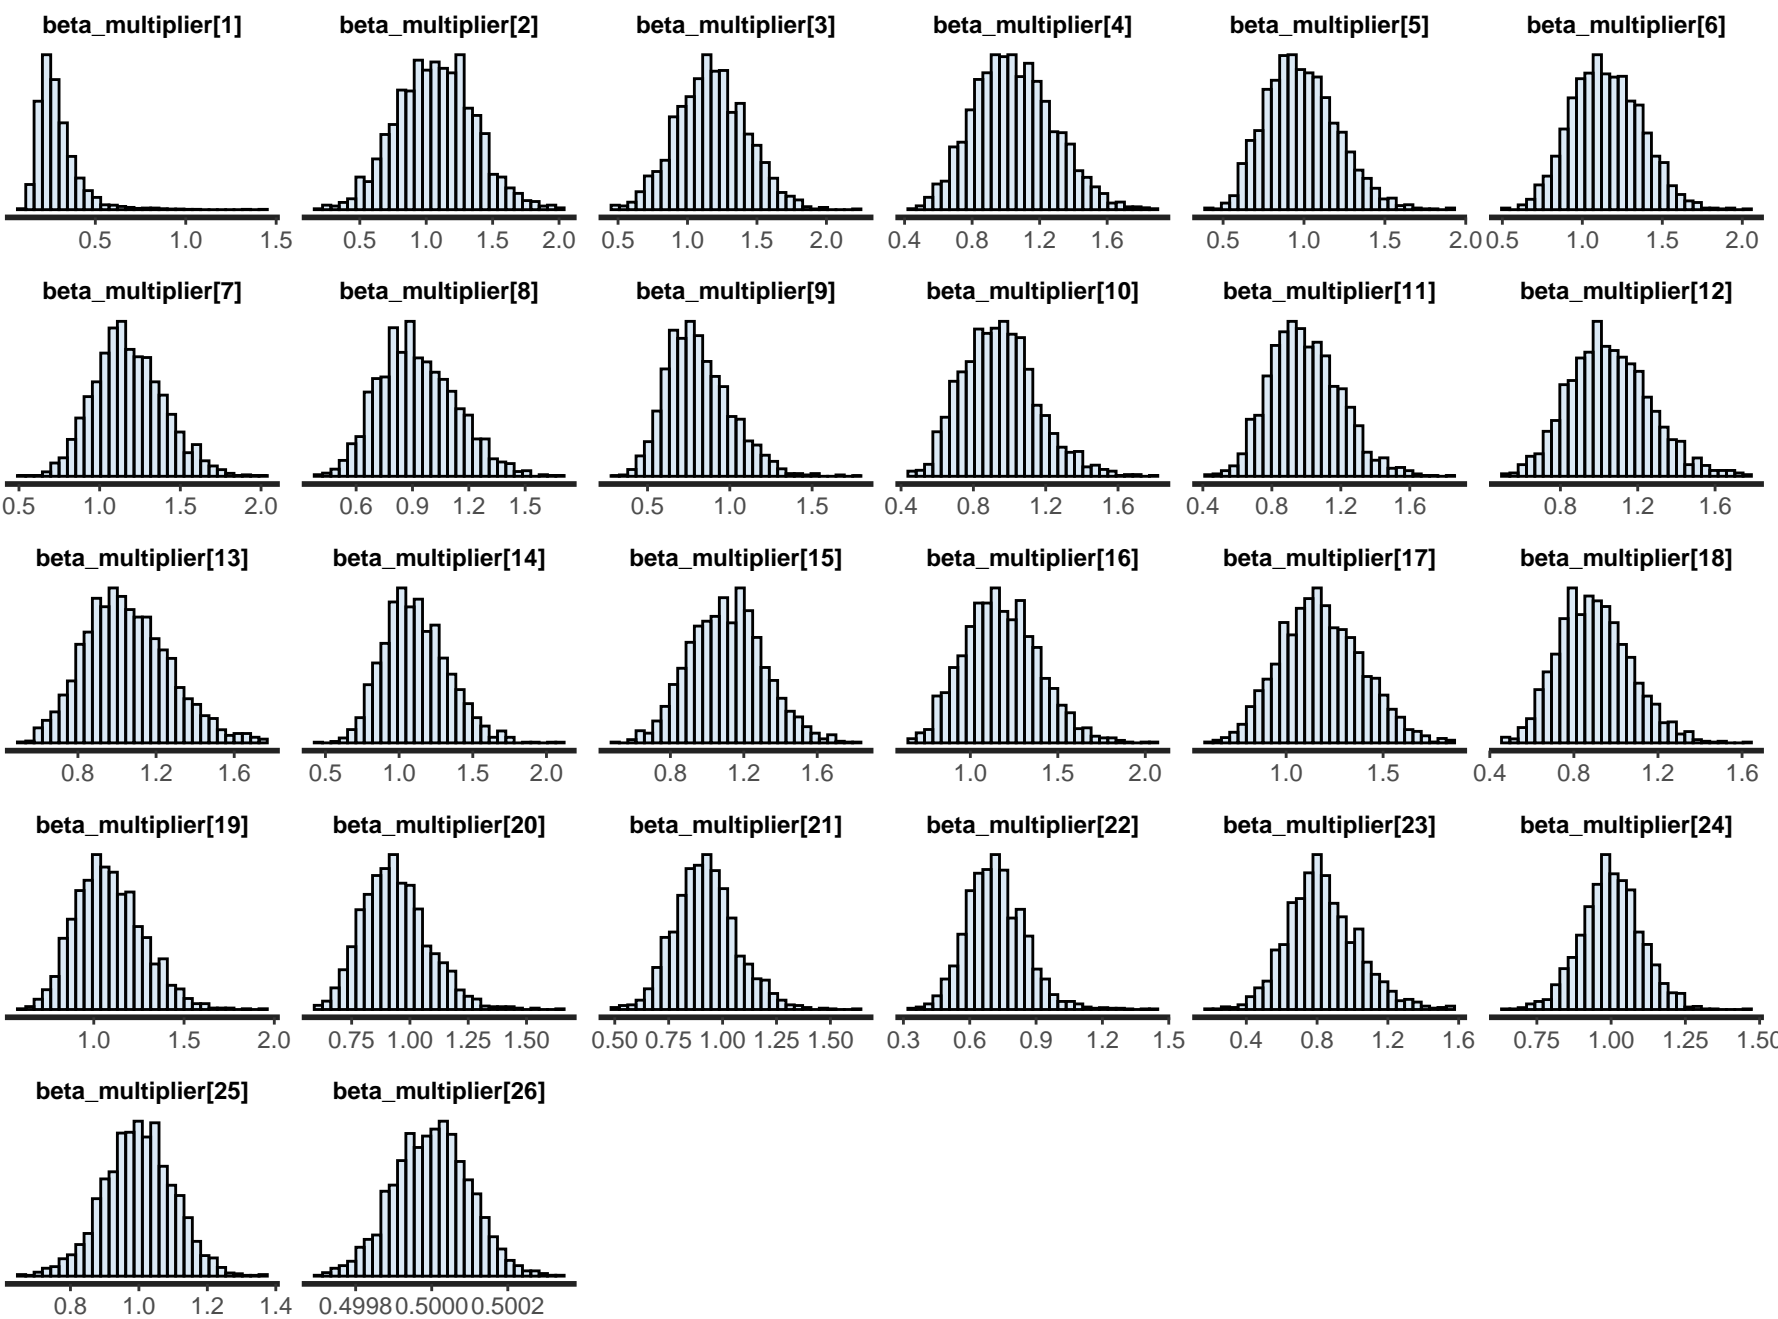 beta_multiplier[1] beta_multiplier[2] beta_multiplier[3] beta_multiplier[4] beta_multiplier[5] beta_multiplier[6]
0.5 1.0 1.5 0.5 1.0 1.5 2.0 0.5 1.0 1.5 2.0 0.4 0.8 1.2 1.6 0.5 1.0 1.5 2.0 0.5 1.0 1.5 2.0
beta_multiplier[7] beta_multiplier[8] beta_multiplier[9] beta_multiplier[10] beta_multiplier[11] beta_multiplier[12]
0.5 1.0 1.5 2.0 0.6 0.9 1.2 1.5 0.5 1.0 1.5 0.4 0.8 1.2 1.6 0.4 0.8 1.2 1.6 0.8 1.2 1.6
beta_multiplier[13] beta_multiplier[14] beta_multiplier[15] beta_multiplier[16] beta_multiplier[17] beta_multiplier[18]
0.8 1.2 1.6 0.5 1.0 1.5 2.0 0.8 1.2 1.6 1.0 1.5 2.0 1.0 1.5 0.4 0.8 1.2 1.6
beta_multiplier[19] beta_multiplier[20] beta_multiplier[21] beta_multiplier[22] beta_multiplier[23] beta_multiplier[24]
1.0 1.5 2.0 0.75 1.00 1.25 1.50 0.50 0.75 1.00 1.25 1.50 0.3 0.6 0.9 1.2 1.5 0.4 0.8 1.2 1.6 0.75 1.00 1.25 1.50
beta_multiplier[25] beta_multiplier[26]
0.8 1.0 1.2 1.4 0.4998 0.5000 0.5002